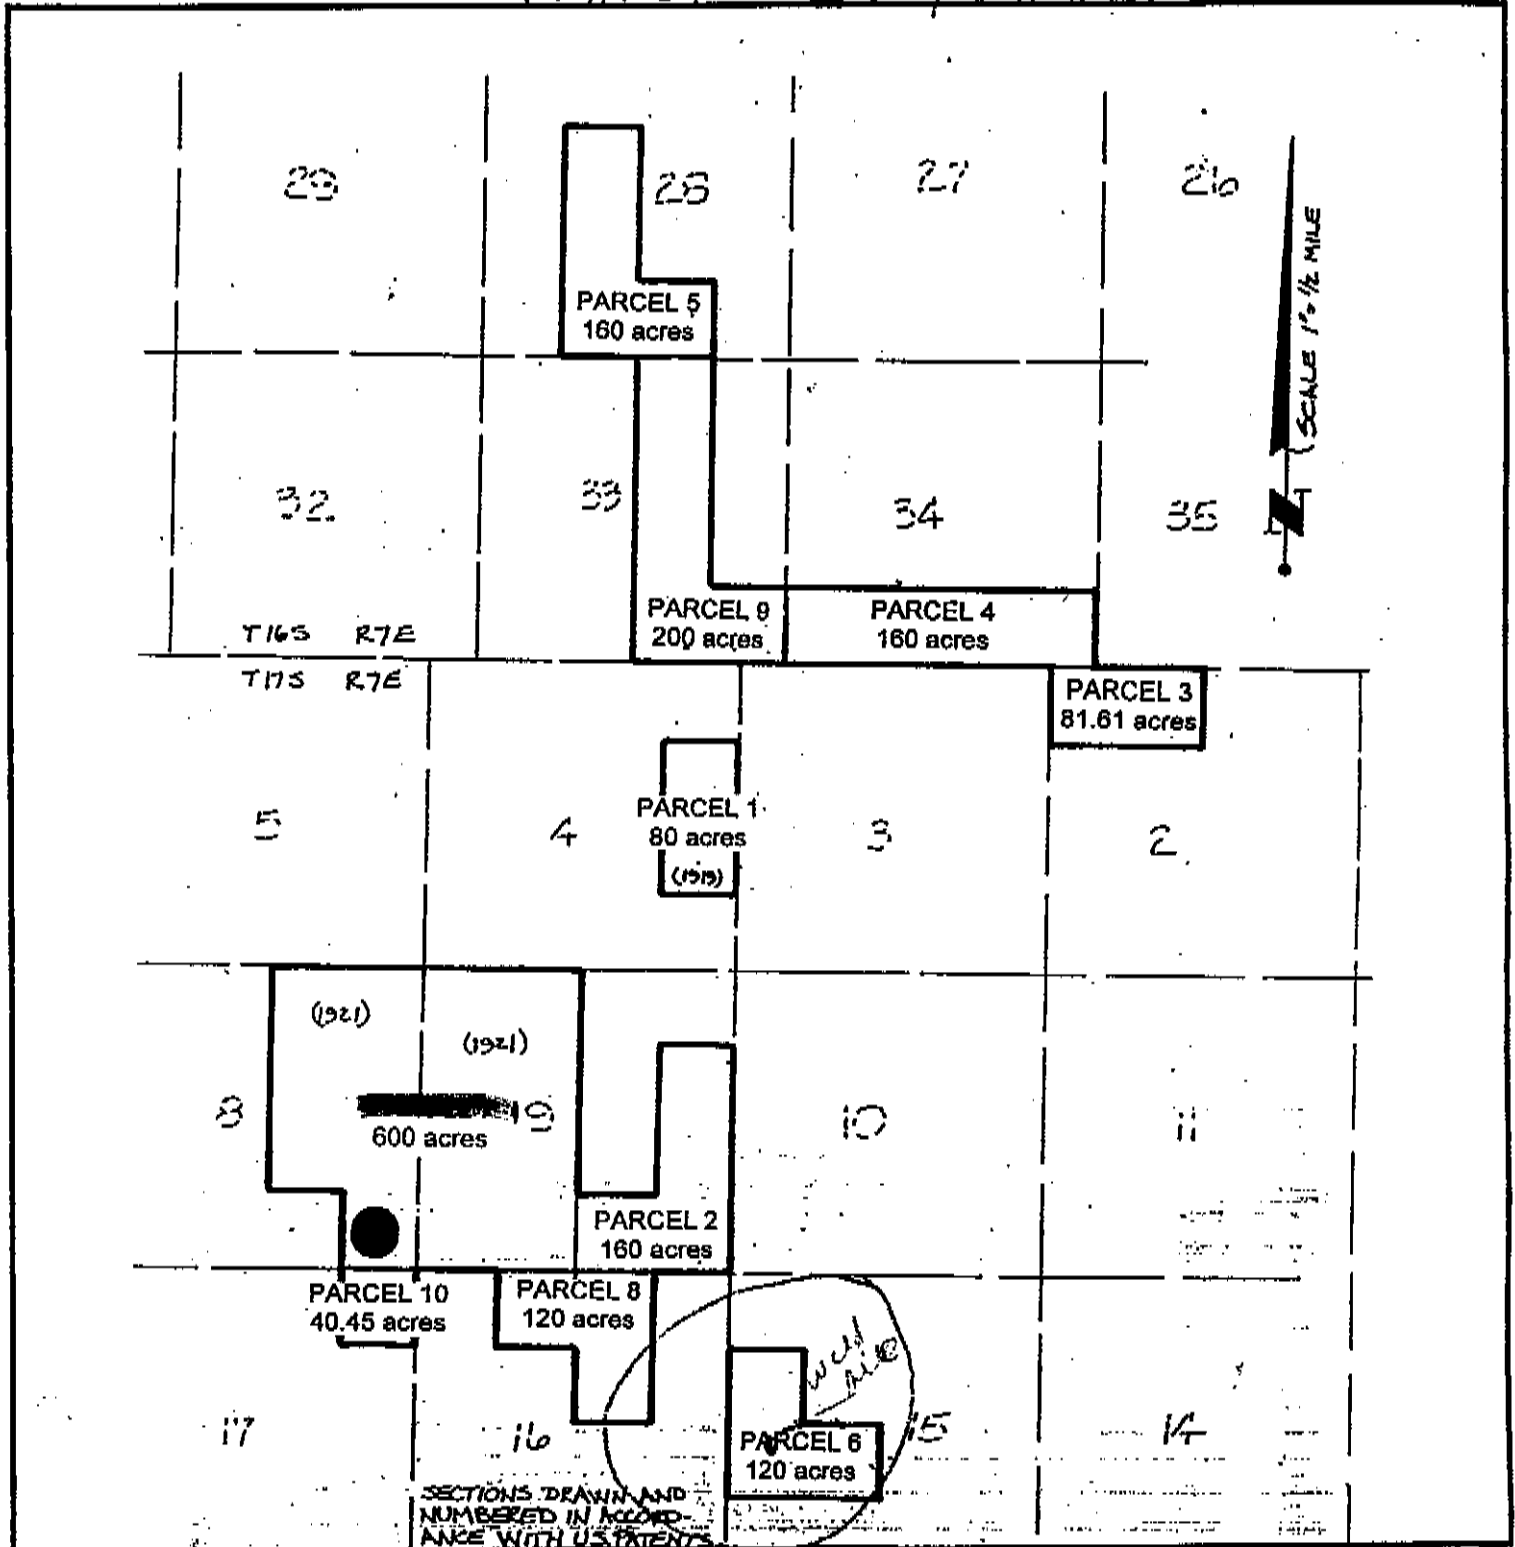 29
28
27
26
SCALE 1"= 1/2 MILE
PARCEL 5
160 acres
32
33
34
35
N
PARCEL 9
200 acres
PARCEL 4
160 acres
T16S R7E
T17S R7E
PARCEL 3
81.61 acres
5
4
PARCEL 1
80 acres
(1919)
3
2
(1921)
(1921)
8
9
600 acres
10
11
PARCEL 2
160 acres
PARCEL 10
40.45 acres
PARCEL 8
120 acres
well
17
16
PARCEL 6
120 acres
15
14
SECTIONS DRAWN AND
NUMBERED IN ACCORD-
ANCE WITH U.S. PATENTS